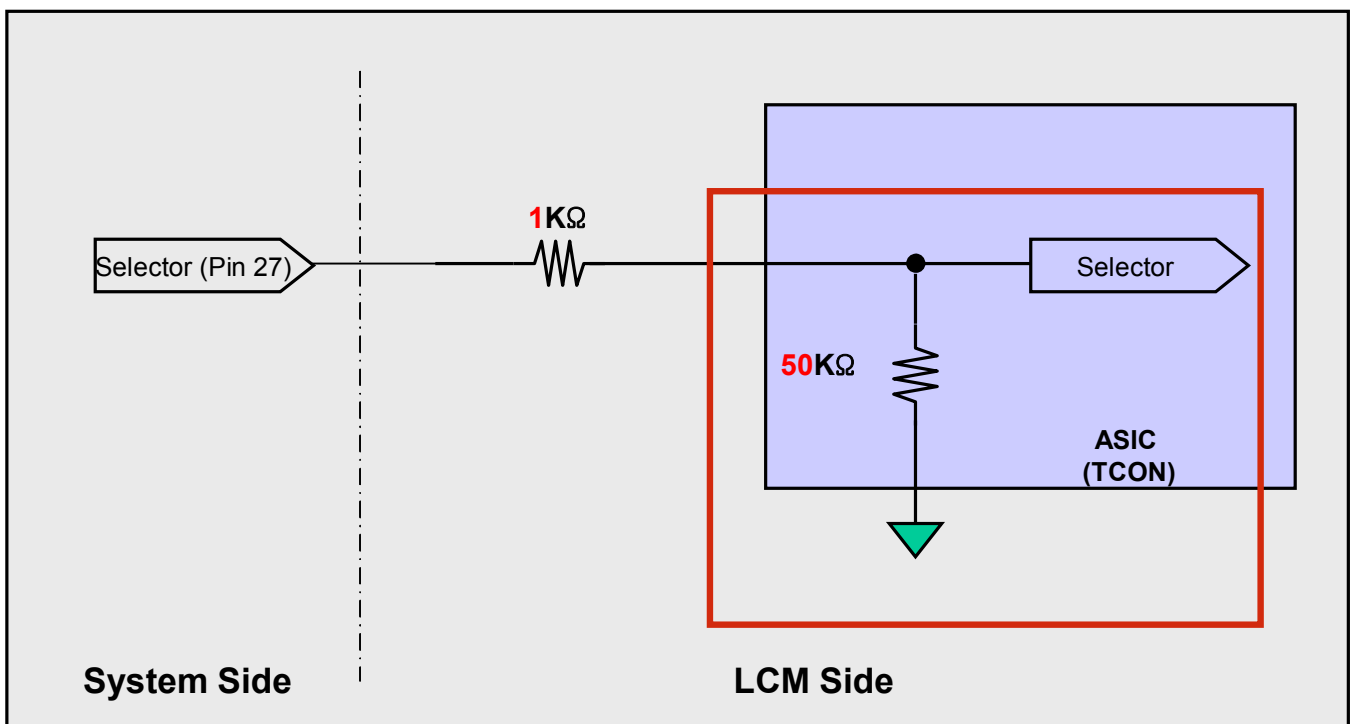 1KΩ
Selector (Pin 27)
Selector
50KΩ
ASIC
(TCON)
System Side
LCM Side